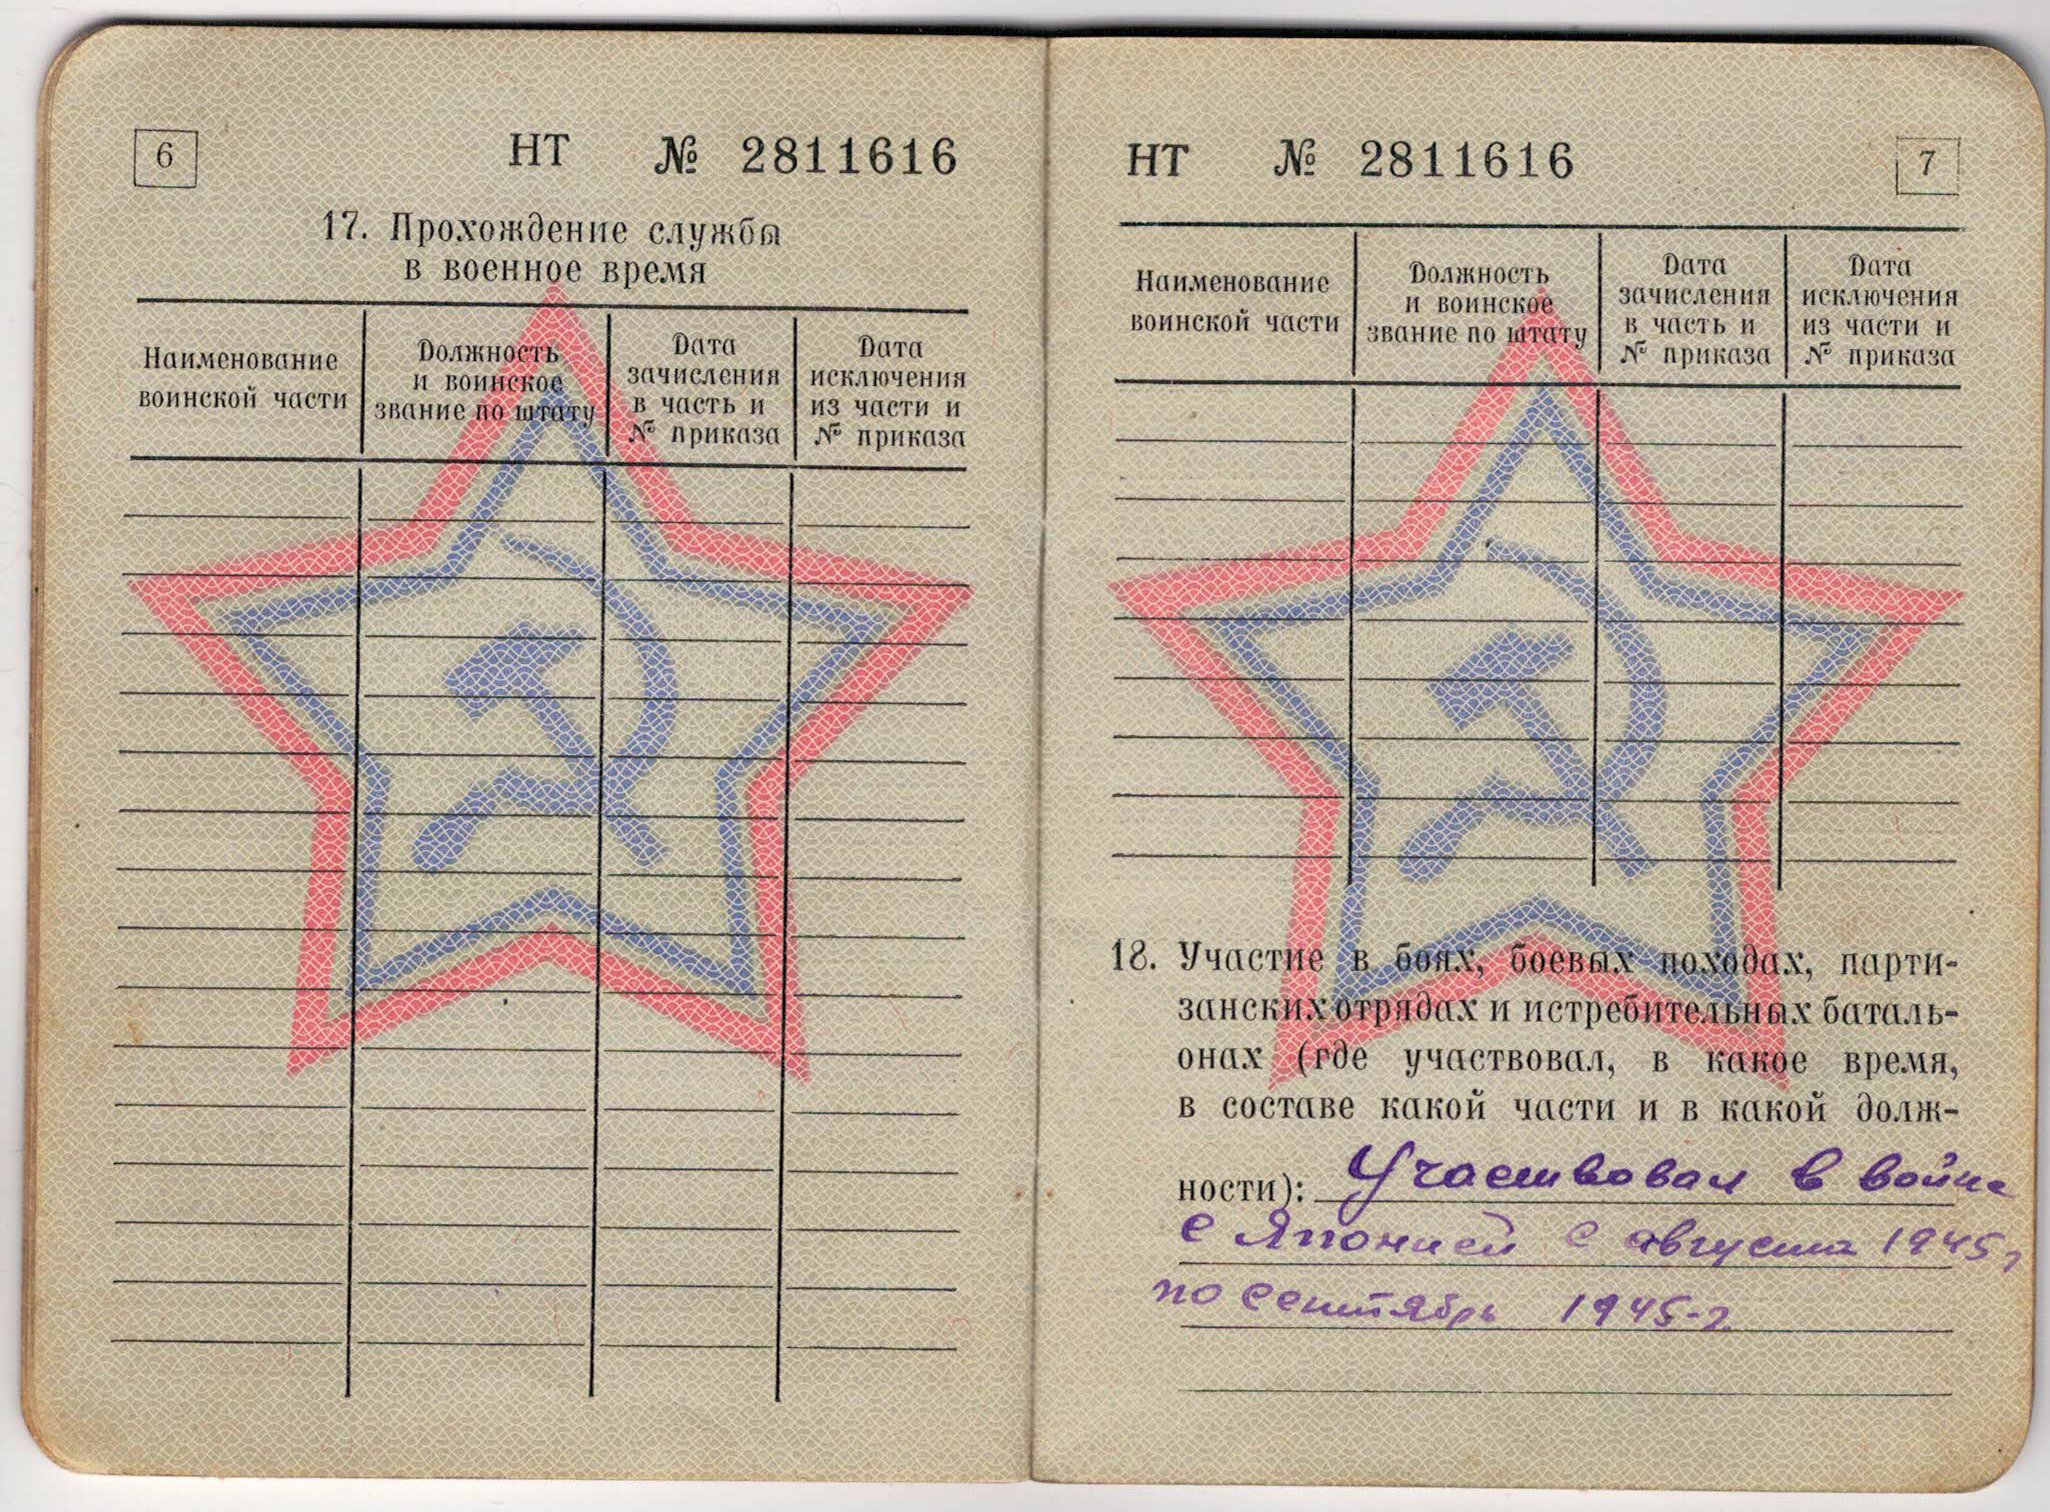 6
НТ № 2811616
17. Прохождение службы
в военное время
Наименование
воинской части
Должность
и воинское
звание по штату
Дата
зачисления
в часть и
№ приказа
Дата
исключения
из части и
№ приказа
НТ № 2811616
7
Наименование
воинской части
Должность
и воинское
звание по штату
Дата
зачисления
в часть и
№ приказа
Дата
исключения
из части и
№ приказа
18. Участие в боях, боевых походах, парти-
занских отрядах и истребительных баталь-
онах (где участвовал, в какое время,
в составе какой части и в какой долж-
ности): Участвовал в войне
с Японией с августа 1945 г
по сентябрь 1945-г.